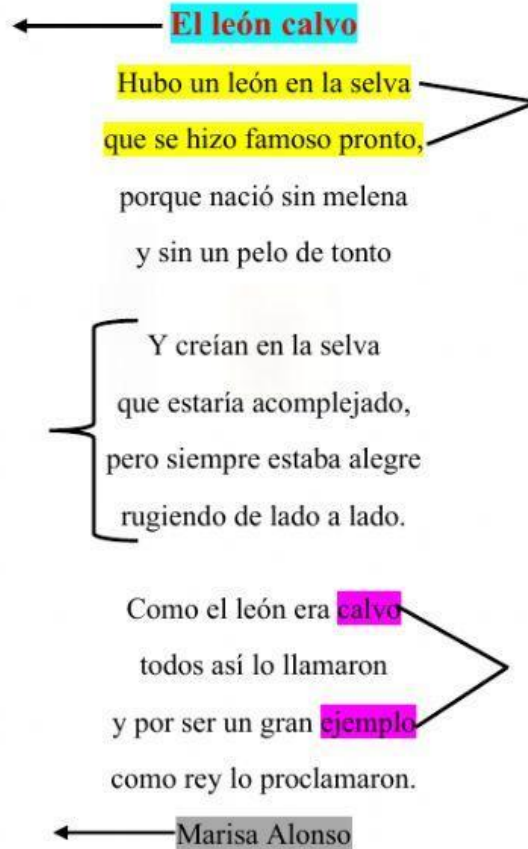 El león calvo
Hubo un león en la selva
que se hizo famoso pronto,
porque nació sin melena
y sin un pelo de tonto
Y creían en la selva
que estaría acomplejado,
pero siempre estaba alegre
rugiendo de lado a lado.
Como el león era calvo
todos así lo llamaron
y por ser un gran ejemplo
como rey lo proclamaron.
Marisa Alonso